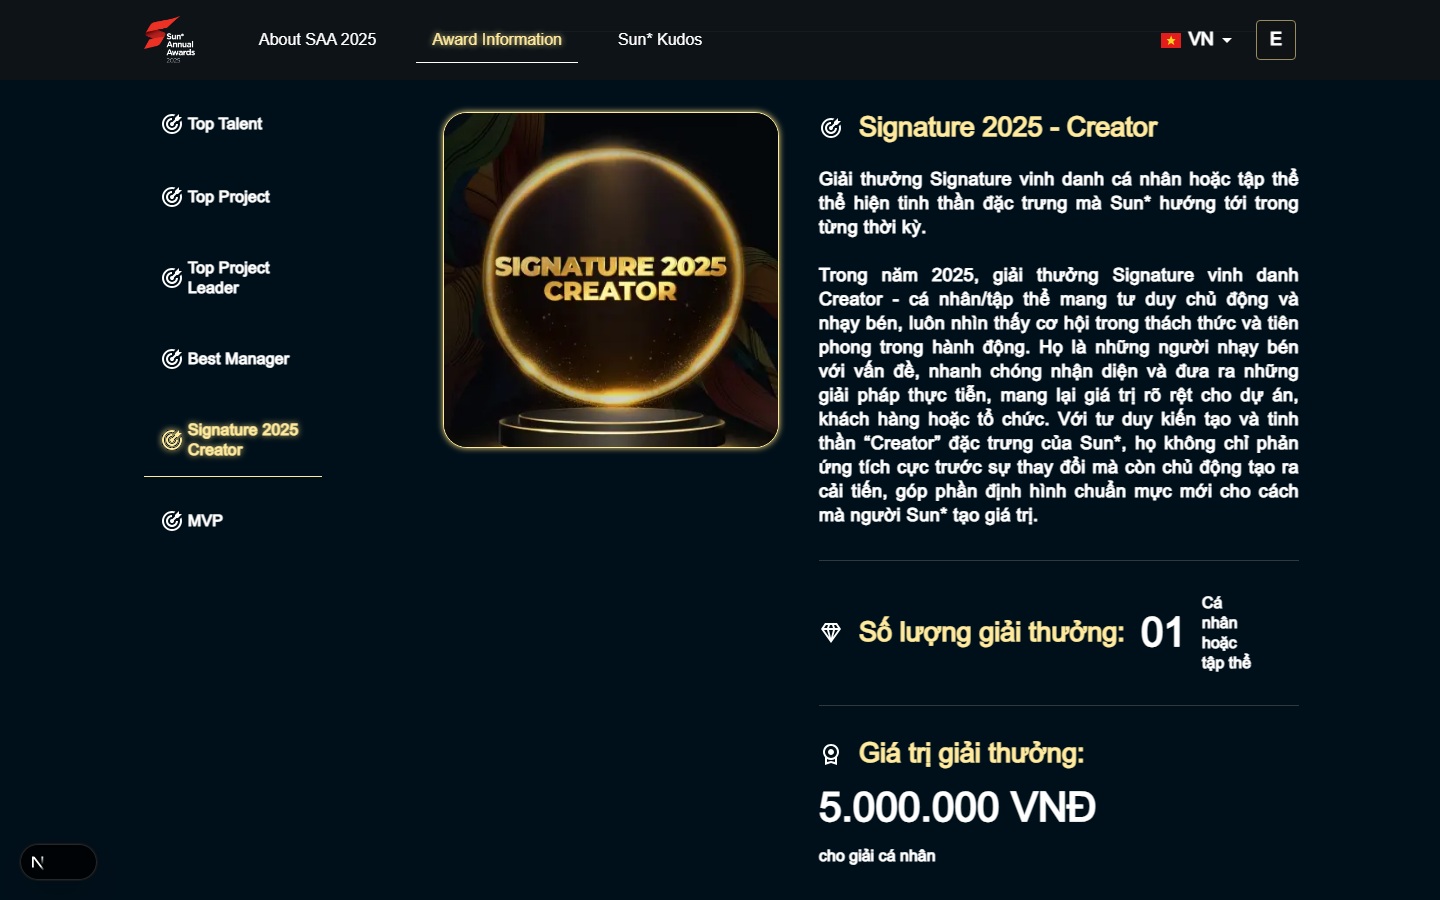 Sun*
Annual
Awards
2025
About SAA 2025
Award Information
Sun* Kudos
VN
E
Top Talent
Top Project
Top Project
Leader
Best Manager
Signature 2025
Creator
MVP
SIGNATURE 2025
CREATOR
Signature 2025 - Creator
Giải thưởng Signature vinh danh cá nhân hoặc tập thể
thể hiện tinh thần đặc trưng mà Sun* hướng tới trong
từng thời kỳ.
Trong năm 2025, giải thưởng Signature vinh danh
Creator - cá nhân/tập thể mang tư duy chủ động và
nhạy bén, luôn nhìn thấy cơ hội trong thách thức và tiên
phong trong hành động. Họ là những người nhạy bén
với vấn đề, nhanh chóng nhận diện và đưa ra những
giải pháp thực tiễn, mang lại giá trị rõ rệt cho dự án,
khách hàng hoặc tổ chức. Với tư duy kiến tạo và tinh
thần “Creator” đặc trưng của Sun*, họ không chỉ phản
ứng tích cực trước sự thay đổi mà còn chủ động tạo ra
cải tiến, góp phần định hình chuẩn mực mới cho cách
mà người Sun* tạo giá trị.
Số lượng giải thưởng:
01
Cá
nhân
hoặc
tập thể
Giá trị giải thưởng:
5.000.000 VNĐ
cho giải cá nhân
N